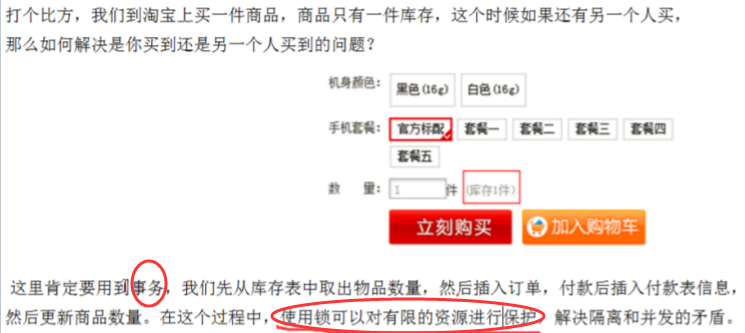 打个比方，我们到淘宝上买一件商品，商品只有一件库存，这个时候如果还有另一个人买，
那么如何解决是你买到还是另一个人买到的问题？
机身颜色： 黑色(16g) 白色(16g)
手机套餐： 官方标配 套餐一 套餐二 套餐三 套餐四
套餐五
数 量： 1 件 (库存1件)
立刻购买 加入购物车
这里肯定要用到事务，我们先从库存表中取出物品数量，然后插入订单，付款后插入付款表信息，
然后更新商品数量。在这个过程中，使用锁可以对有限的资源进行保护，解决隔离和并发的矛盾。